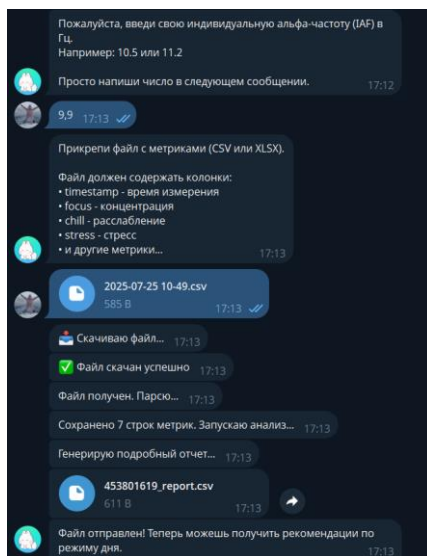 Пожалуйста, введи свою индивидуальную альфа-частоту (IAF) в
Гц.
Например: 10.5 или 11.2
Просто напиши число в следующем сообщении.
17:12
9,9 17:13
Прикрепи файл с метриками (CSV или XLSX).
Файл должен содержать колонки:
• timestamp - время измерения
• focus - концентрация
• chill - расслабление
• stress - стресс
• и другие метрики...
17:13
2025-07-25 10-49.csv
585 B
17:13
Скачиваю файл... 17:13
Файл скачан успешно 17:13
Файл получен. Парсю... 17:13
Сохранено 7 строк метрик. Запускаю анализ... 17:13
Генерирую подробный отчет... 17:13
453801619_report.csv
611 B
17:13
Файл отправлен! Теперь можешь получить рекомендации по
режиму дня.
17:13